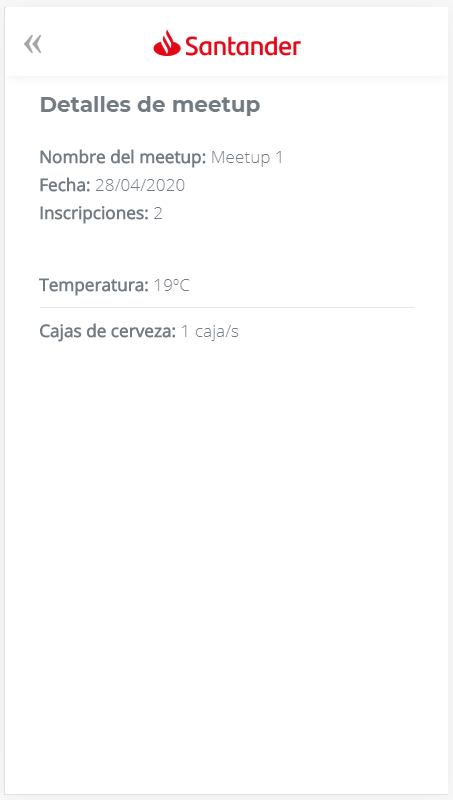 «
Santander
Detalles de meetup
Nombre del meetup: Meetup 1
Fecha: 28/04/2020
Inscripciones: 2
Temperatura: 19ºC
Cajas de cerveza: 1 caja/s